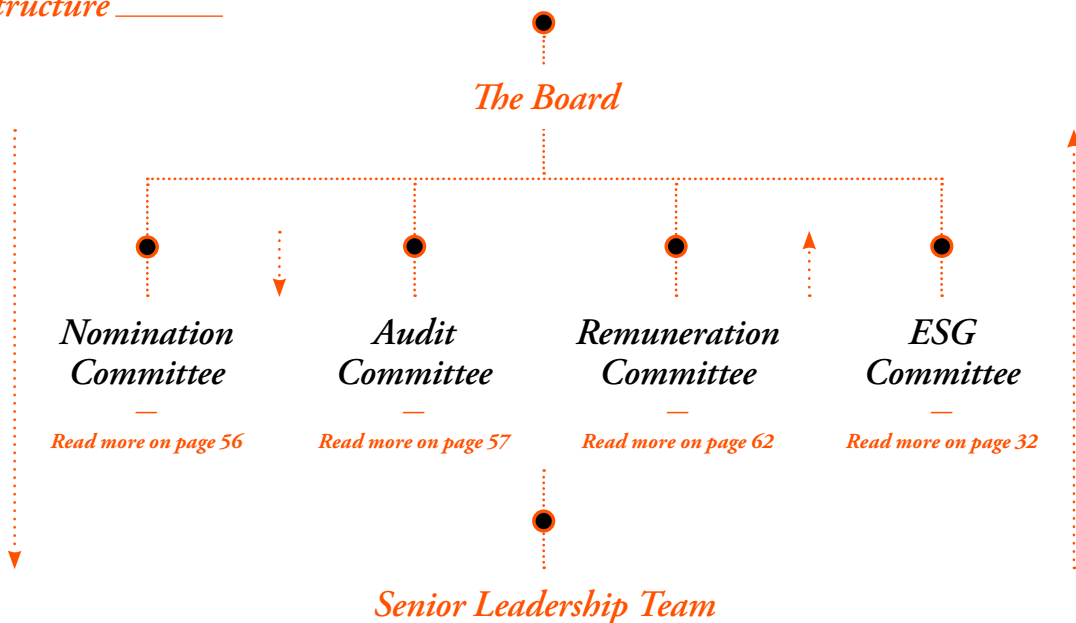 The Board
Nomination
Committee
Read more on page 56
Audit
Committee
Read more on page 57
Remuneration
Committee
Read more on page 62
ESG
Committee
Read more on page 32
Senior Leadership Team